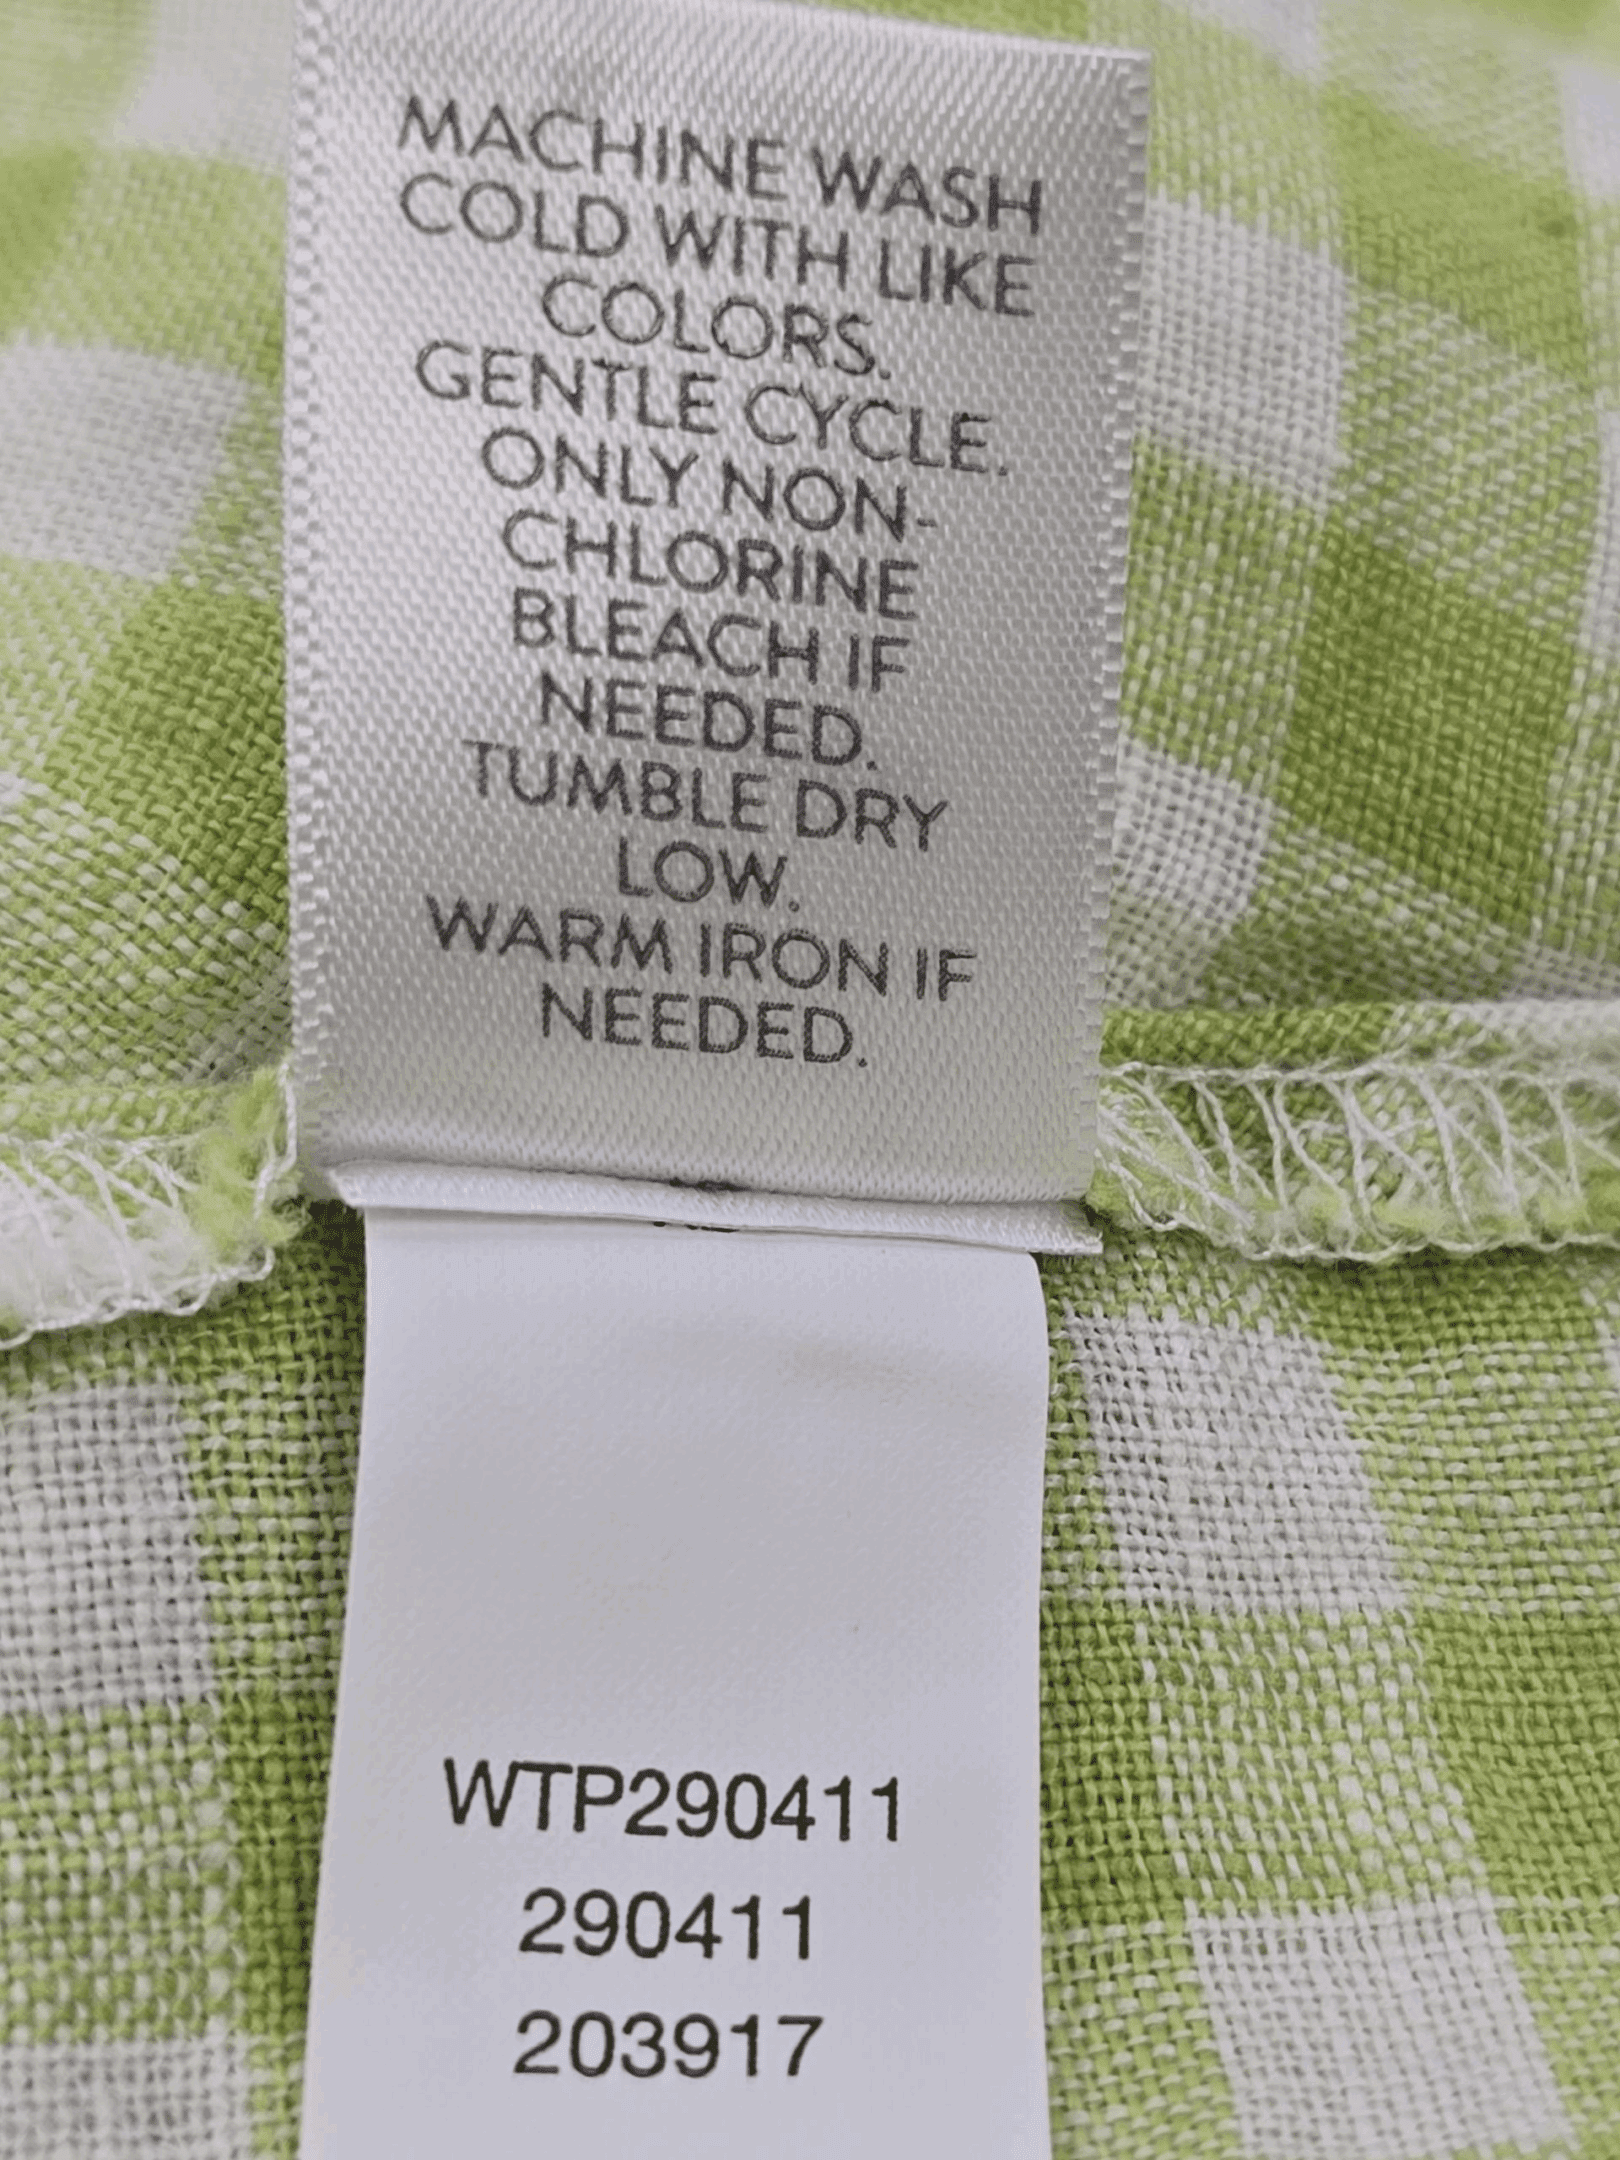 MACHINE WASH
COLD WITH LIKE
COLORS.
GENTLE CYCLE.
ONLY NON-
CHLORINE
BLEACH IF
NEEDED.
TUMBLE DRY
LOW.
WARM IRON IF
NEEDED.
WTP290411
290411
203917